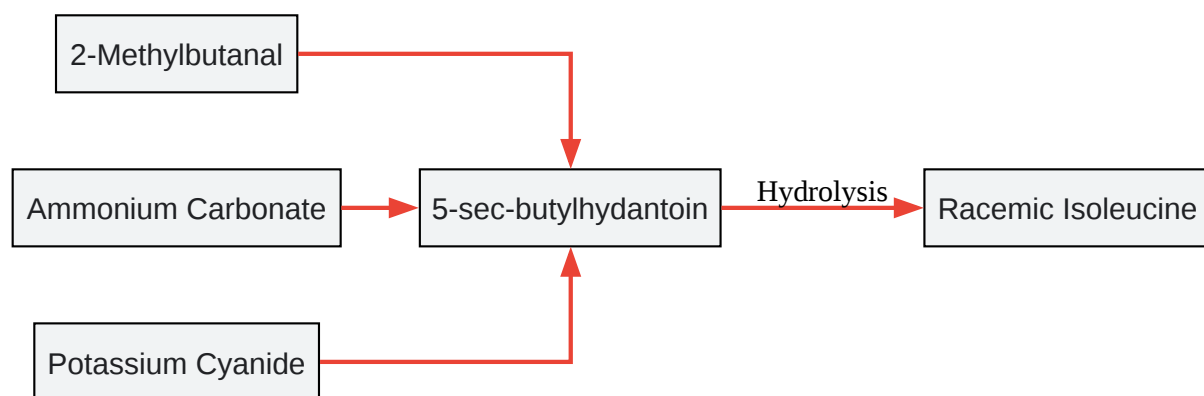 2-Methylbutanal
Ammonium Carbonate
5-sec-butylhydantoin
Hydrolysis
Racemic Isoleucine
Potassium Cyanide